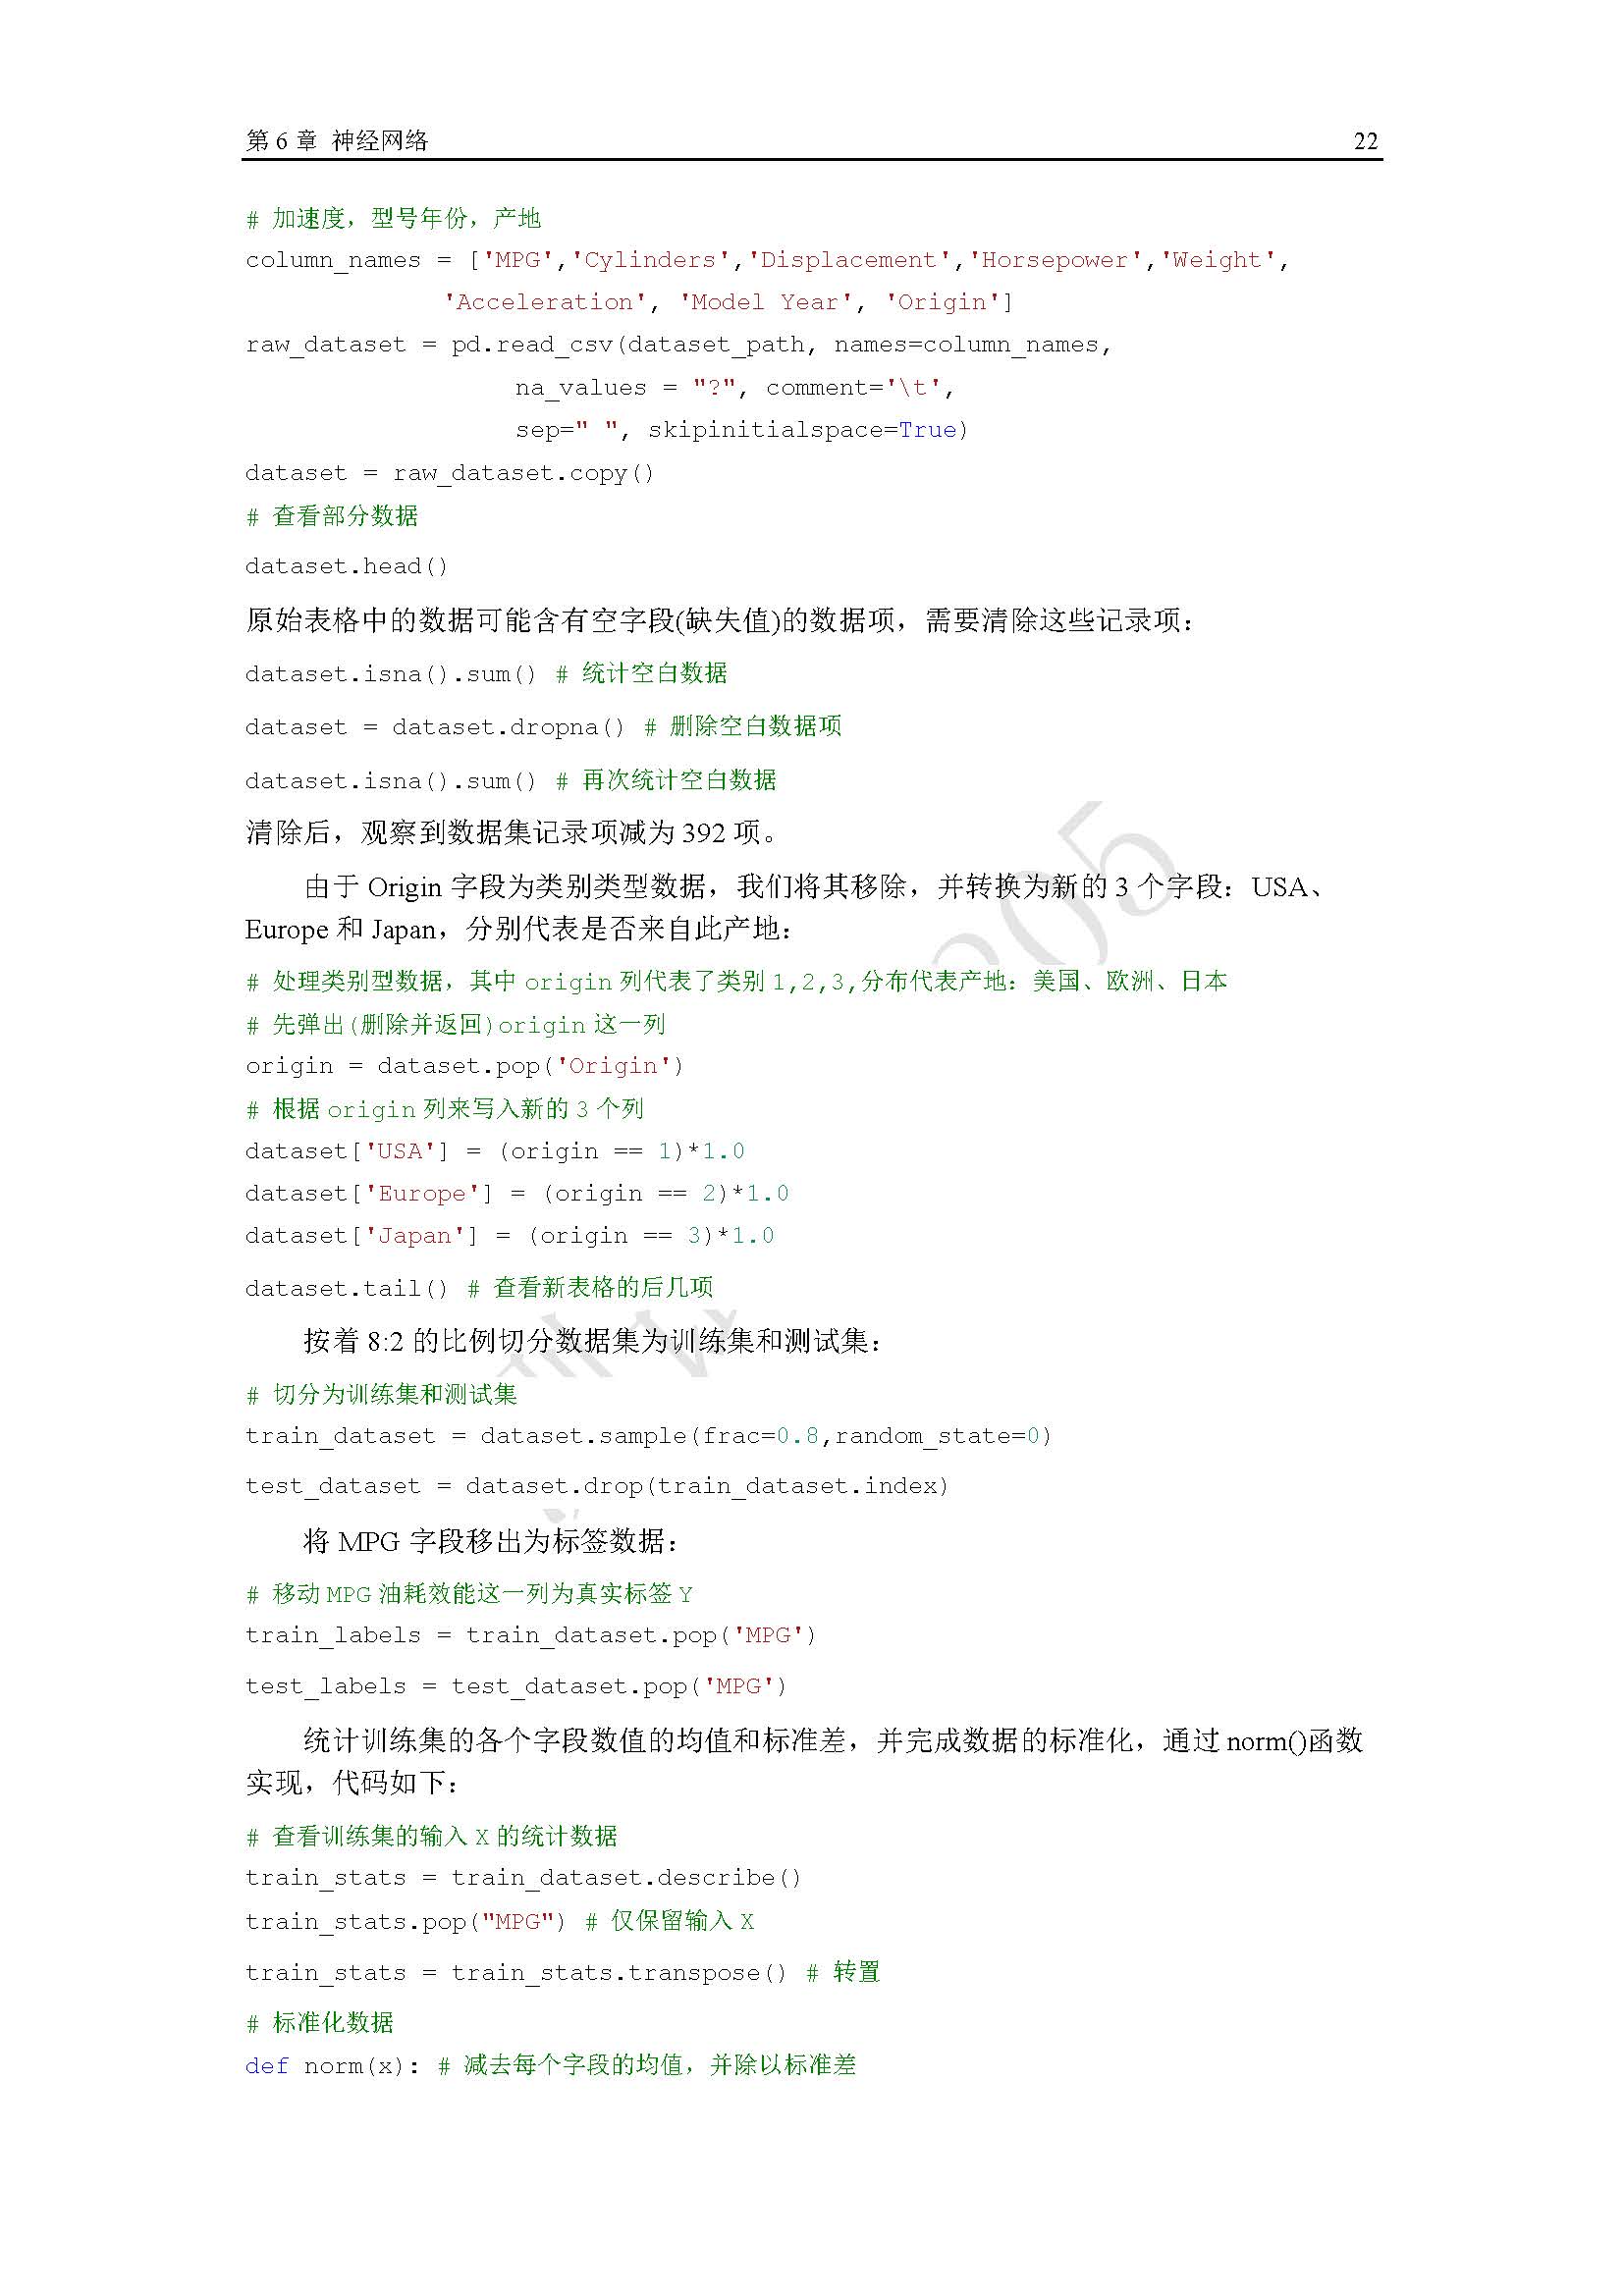 第 6 章 神经网络 22
# 加速度，型号年份，产地
column_names = ['MPG','Cylinders','Displacement','Horsepower','Weight',
'Acceleration', 'Model Year', 'Origin']
raw_dataset = pd.read_csv(dataset_path, names=column_names,
na_values = "?", comment='\t',
sep=" ", skipinitialspace=True)
dataset = raw_dataset.copy()
# 查看部分数据
dataset.head()
原始表格中的数据可能含有空字段(缺失值)的数据项，需要清除这些记录项：
dataset.isna().sum() # 统计空白数据
dataset = dataset.dropna() # 删除空白数据项
dataset.isna().sum() # 再次统计空白数据
清除后，观察到数据集记录项减为 392 项。
由于 Origin 字段为类别类型数据，我们将其移除，并转换为新的 3 个字段：USA、
Europe 和 Japan，分别代表是否来自此产地：
# 处理类别型数据，其中 origin 列代表了类别 1,2,3,分布代表产地：美国、欧洲、日本
# 先弹出(删除并返回)origin 这一列
origin = dataset.pop('Origin')
# 根据 origin 列来写入新的 3 个列
dataset['USA'] = (origin == 1)*1.0
dataset['Europe'] = (origin == 2)*1.0
dataset['Japan'] = (origin == 3)*1.0
dataset.tail() # 查看新表格的后几项
按着 8:2 的比例切分数据集为训练集和测试集：
# 切分为训练集和测试集
train_dataset = dataset.sample(frac=0.8,random_state=0)
test_dataset = dataset.drop(train_dataset.index)
将 MPG 字段移出为标签数据：
# 移动 MPG 油耗效能这一列为真实标签 Y
train_labels = train_dataset.pop('MPG')
test_labels = test_dataset.pop('MPG')
统计训练集的各个字段数值的均值和标准差，并完成数据的标准化，通过 norm()函数
实现，代码如下：
# 查看训练集的输入 X 的统计数据
train_stats = train_dataset.describe()
train_stats.pop("MPG") # 仅保留输入 X
train_stats = train_stats.transpose() # 转置
# 标准化数据
def norm(x): # 减去每个字段的均值，并除以标准差